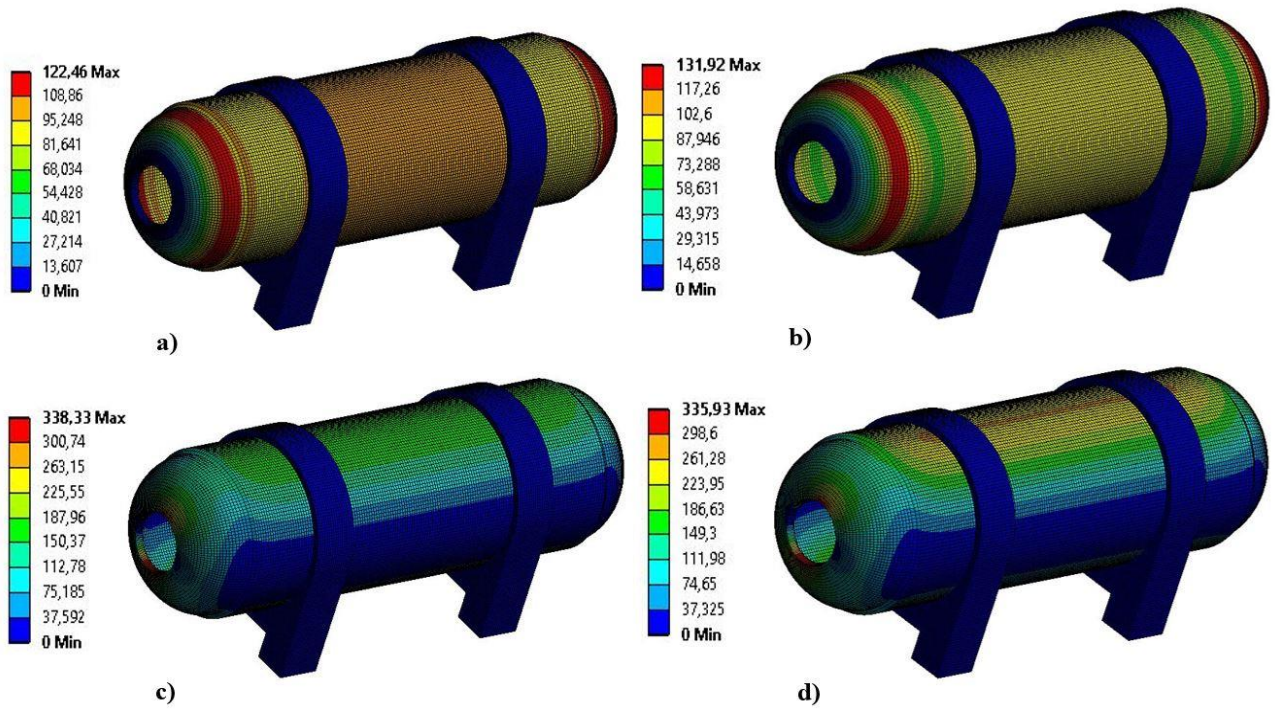 122,46 Max
108,86
95,248
81,641
68,034
54,428
40,821
27,214
13,607
0 Min
a)
131,92 Max
117,26
102,6
87,946
73,288
58,631
43,973
29,315
14,658
0 Min
b)
338,33 Max
300,74
263,15
225,55
187,96
150,37
112,78
75,185
37,592
0 Min
c)
335,93 Max
298,6
261,28
223,95
186,63
149,3
111,98
74,65
37,325
0 Min
d)